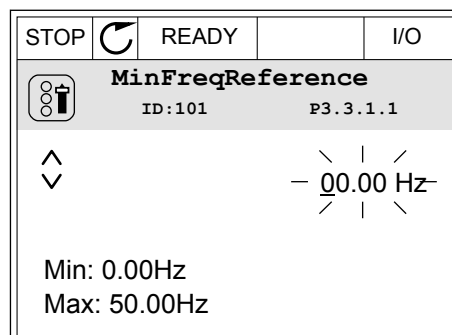 STOP READY I/O
MinFreqReference
ID:101 P3.3.1.1
00.00 Hz
Min: 0.00Hz
Max: 50.00Hz